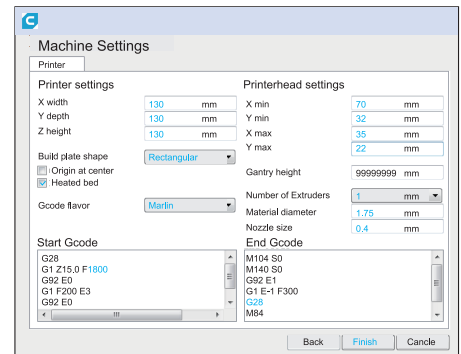 Machine Settings
Printer
Printer settings
X width 130 mm
Y depth 130 mm
Z height 130 mm
Build plate shape Rectangular
Origin at center
Heated bed
Gcode flavor Marlin
Printerhead settings
X min 70 mm
Y min 32 mm
X max 35 mm
Y max 22 mm
Gantry height 99999999 mm
Number of Extruders 1 mm
Material diameter 1.75 mm
Nozzle size 0.4 mm
Start Gcode
G28
G1 Z15.0 F1800
G92 E0
G1 F200 E3
G92 E0
End Gcode
M104 S0
M140 S0
G92 E1
G1 E-1 F300
G28
M84
Back Finish Cancle